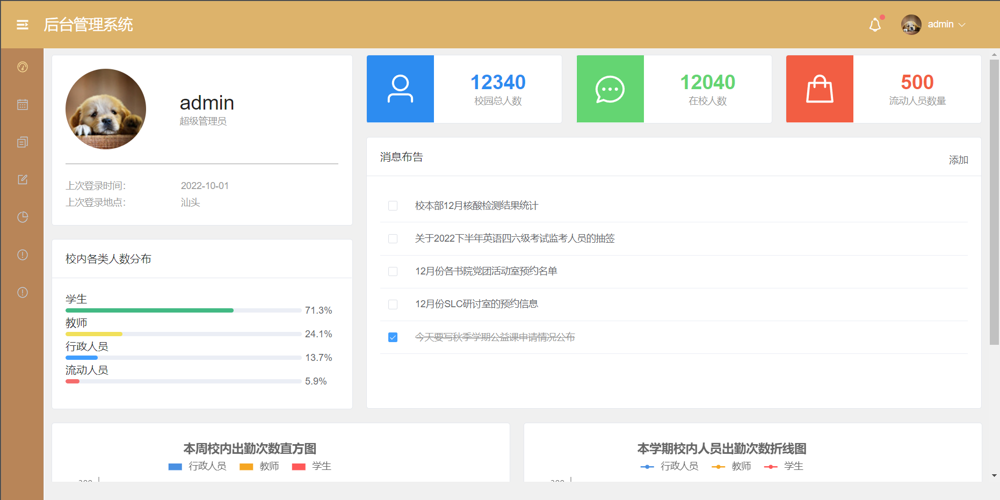 后台管理系统
admin
admin
超级管理员
上次登录时间：
2022-10-01
上次登录地点：
汕头
12340
校园总人数
12040
在校人数
500
流动人员数量
消息布告
添加
校本部12月核酸检测结果统计
关于2022下半年英语四六级考试监考人员的抽签
12月份各书院党团活动室预约名单
12月份SLC研讨室的预约信息
今天要写秋季学期公益课申请情况公布
校内各类人数分布
学生
71.3%
教师
24.1%
行政人员
13.7%
流动人员
5.9%
本周校内出勤次数直方图
行政人员 教师 学生
本学期校内人员出勤次数折线图
行政人员 教师 学生